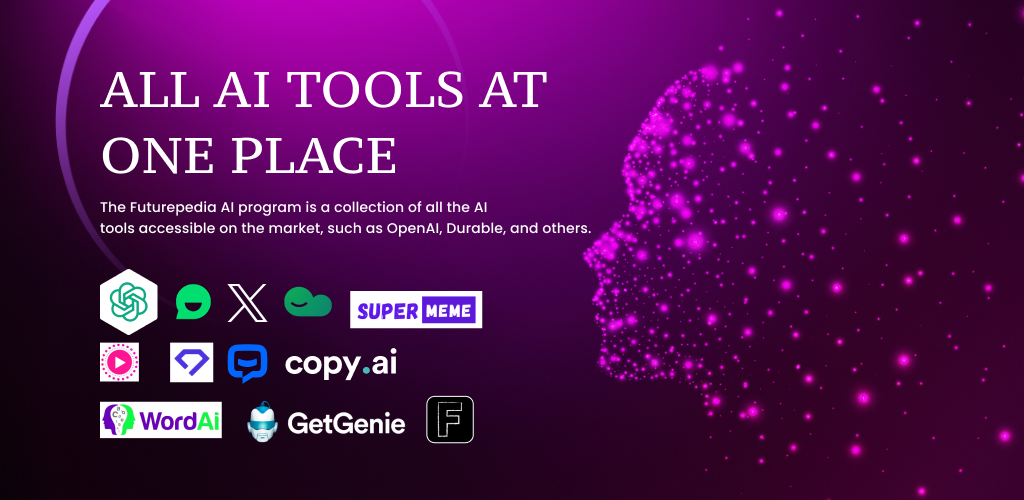 ALL AI TOOLS AT
ONE PLACE
The Futurepedia AI program is a collection of all the AI
tools accessible on the market, such as OpenAI, Durable, and others.
SUPER MEME
copy.ai
WordAi
GetGenie
F